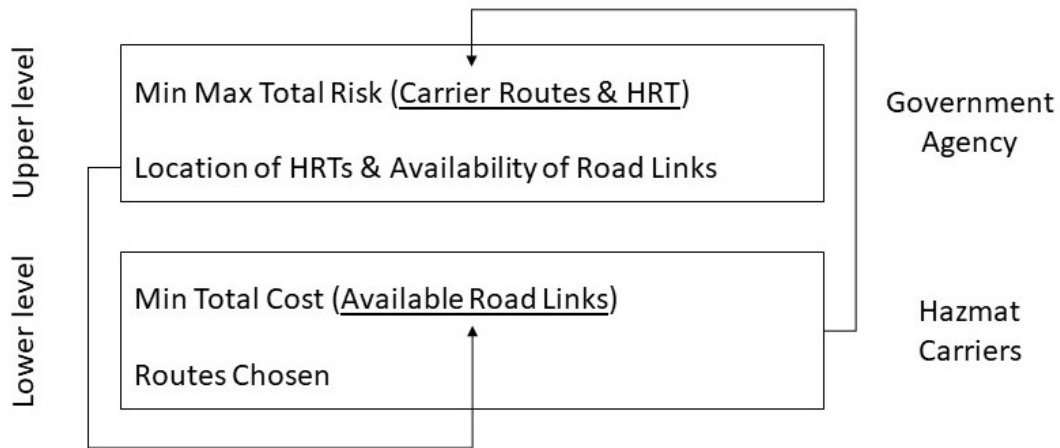 Upper level
Min Max Total Risk (Carrier Routes & HRT)
Location of HRTs & Availability of Road Links
Government
Agency
Lower level
Min Total Cost (Available Road Links)
Routes Chosen
Hazmat
Carriers